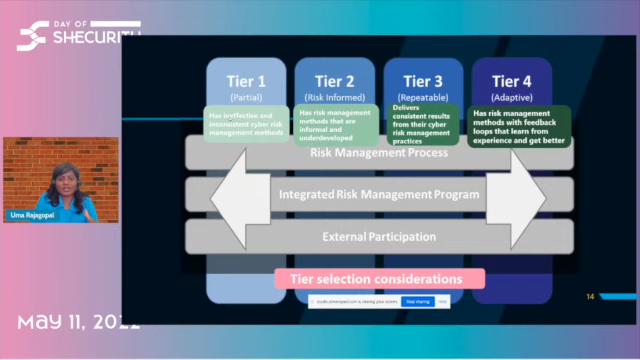 DAY OF
SHECURITY
Tier 1
(Partial)
Has ineffective and
inconsistent cyber risk
management methods
Tier 2
(Risk Informed)
Has risk management
methods that are
informal and
underdeveloped
Tier 3
(Repeatable)
Delivers
consistent results
from their cyber
risk management
practices
Tier 4
(Adaptive)
Has risk management
methods with feedback
loops that learn from
experience and get better
Risk Management Process
Integrated Risk Management Program
External Participation
Tier selection considerations
is sharing your screen.
Stop sharing
Hide
14
Uma Rajagopal
MAY 11, 2022